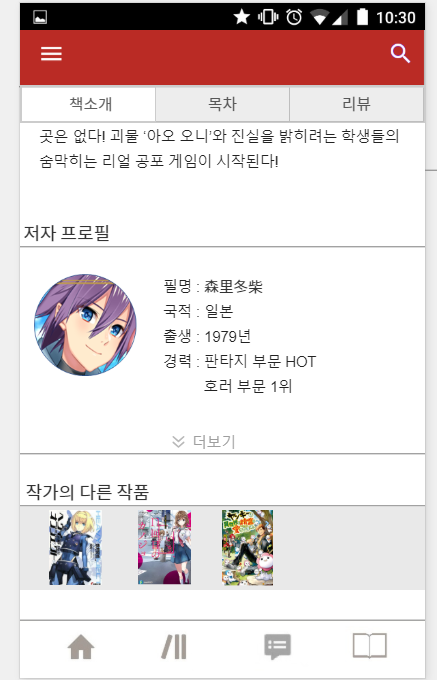 10:30
책소개
목차
리뷰
곳은 없다! 괴물 ‘아오 오니’와 진실을 밝히려는 학생들의
숨막히는 리얼 공포 게임이 시작된다!
저자 프로필
필명 : 森里冬柴
국적 : 일본
출생 : 1979년
경력 : 판타지 부문 HOT
호러 부문 1위
더보기
작가의 다른 작품